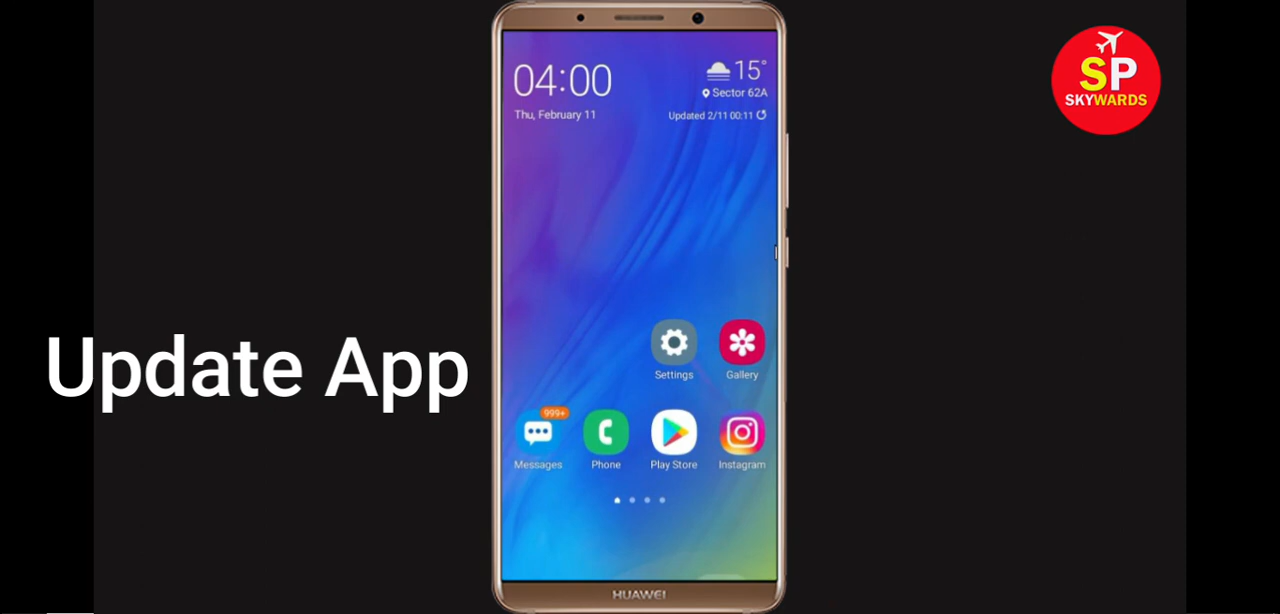 04:00
15°
Sector 62A
Thu, February 11
Updated 2/11 00:11
SP
SKYWARDS
Update App
Settings
Gallery
999+
Messages
Phone
Play Store
Instagram
HUAWEI